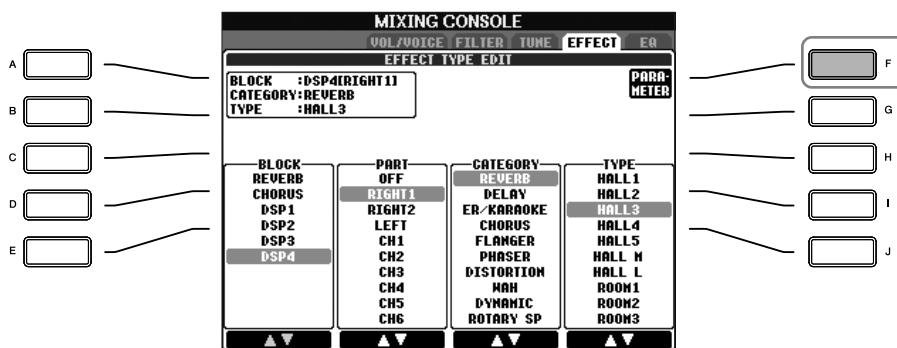 MIXING CONSOLE
VOL/VOICE FILTER TUNE EFFECT EQ
EFFECT TYPE EDIT
BLOCK :DSP4[RIGHT1]
CATEGORY:REVERB
TYPE :HALL3
PARA-
METER
A
B
C
D
E
F
G
H
I
J
BLOCK
REVERB
CHORUS
DSP1
DSP2
DSP3
DSP4
PART
OFF
RIGHT1
RIGHT2
LEFT
CH1
CH2
CH3
CH4
CH5
CH6
CATEGORY
REVERB
DELAY
ER/KARAOKE
CHORUS
FLANGER
PHASER
DISTORTION
WAH
DYNAMIC
ROTARY SP
TYPE
HALL1
HALL2
HALL3
HALL4
HALL5
HALL M
HALL L
ROOM1
ROOM2
ROOM3